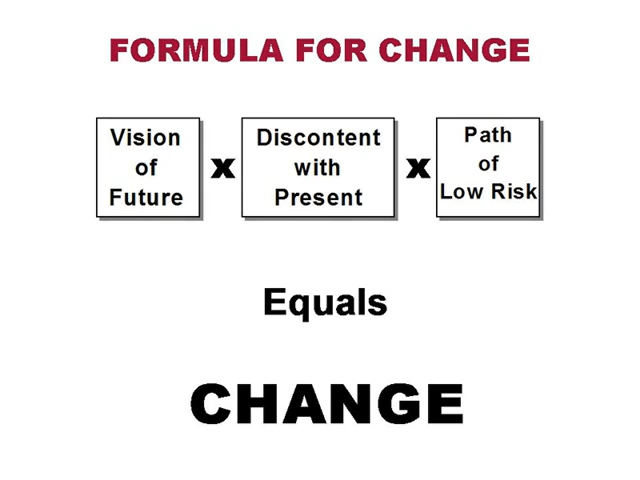 FORMULA FOR CHANGE
Vision
of
Future
x
Discontent
with
Present
x
Path
of
Low Risk
Equals
CHANGE